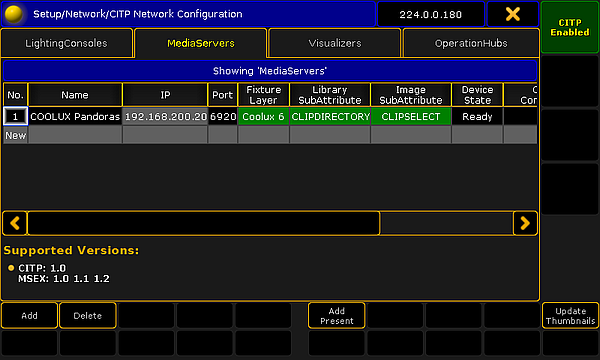 Setup/Network/CITP Network Configuration
224.0.0.180
CITP
Enabled
LightingConsoles
MediaServers
Visualizers
OperationHubs
Showing 'MediaServers'
No.
Name
IP
Port
Fixture
Layer
Library
SubAttribute
Image
SubAttribute
Device
State
1
COOLUX Pandoras
192.168.200.20
6920
Coolux 6
CLIPDIRECTORY
CLIPSELECT
Ready
New
Supported Versions:
CITP: 1.0
MSEX: 1.0 1.1 1.2
Add
Delete
Add
Present
Update
Thumbnails